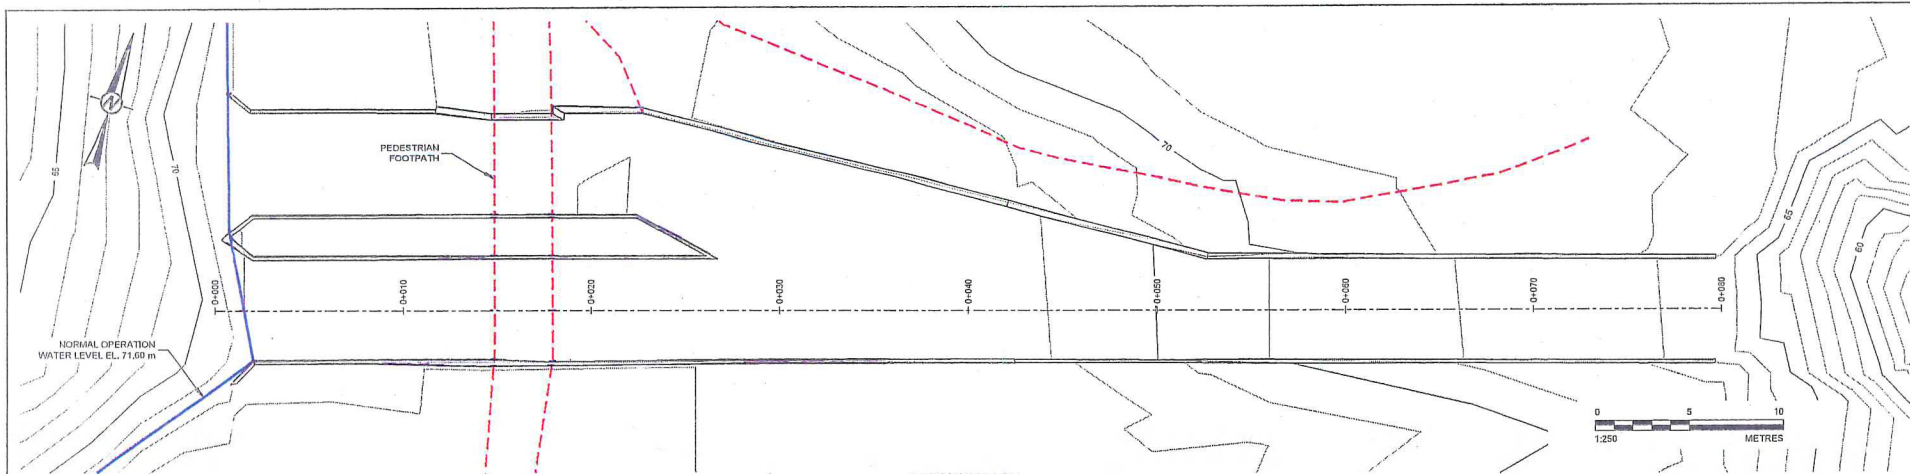 N
65
70
PEDESTRIAN
FOOTPATH
70
65
60
0+000
0+010
0+020
0+030
0+040
0+050
0+060
0+070
0+080
NORMAL OPERATION
WATER LEVEL EL. 71.60 m
0 5 10
1:250 METRES